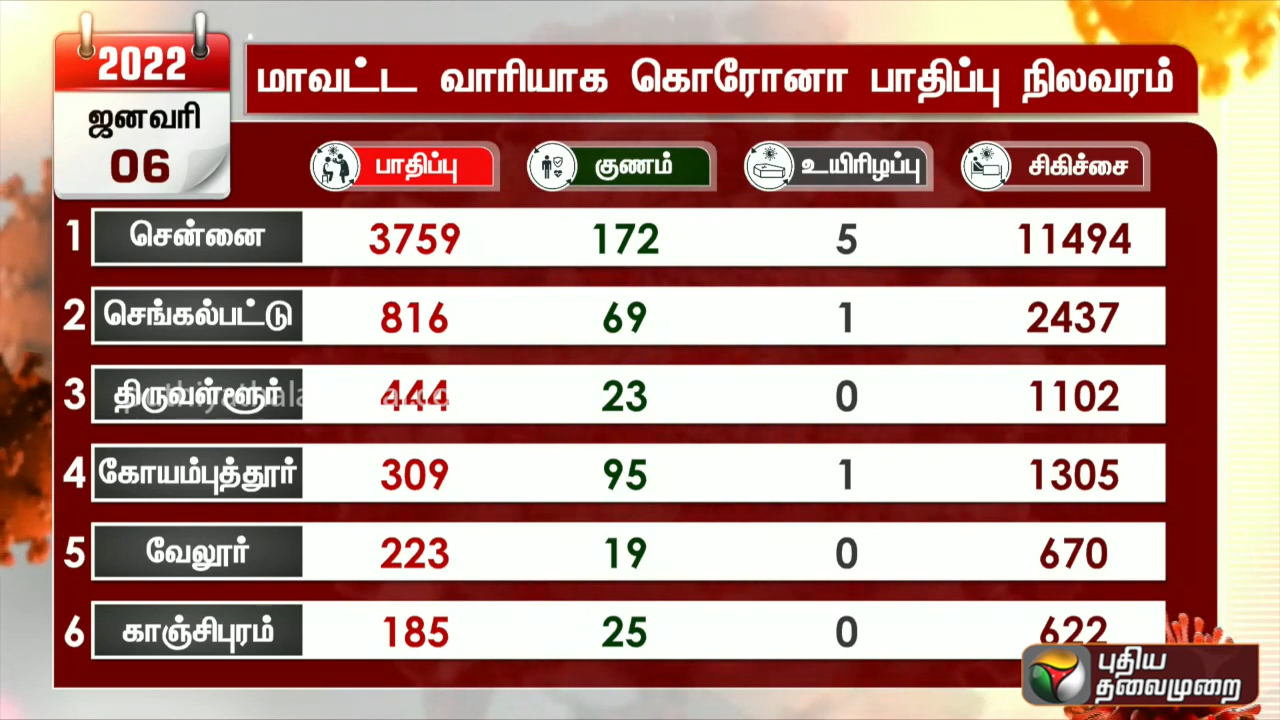 2022
ஜனவரி
06
மாவட்ட வாரியாக கொரோனா பாதிப்பு நிலவரம்
பாதிப்பு குணம் உயிரிழப்பு சிகிச்சை
1 சென்னை 3759 172 5 11494
2 செங்கல்பட்டு 816 69 1 2437
3 திருவள்ளூர் 444 23 0 1102
4 கோயம்புத்தூர் 309 95 1 1305
5 வேலூர் 223 19 0 670
6 காஞ்சிபுரம் 185 25 0 622
புதிய
தலைமுறை